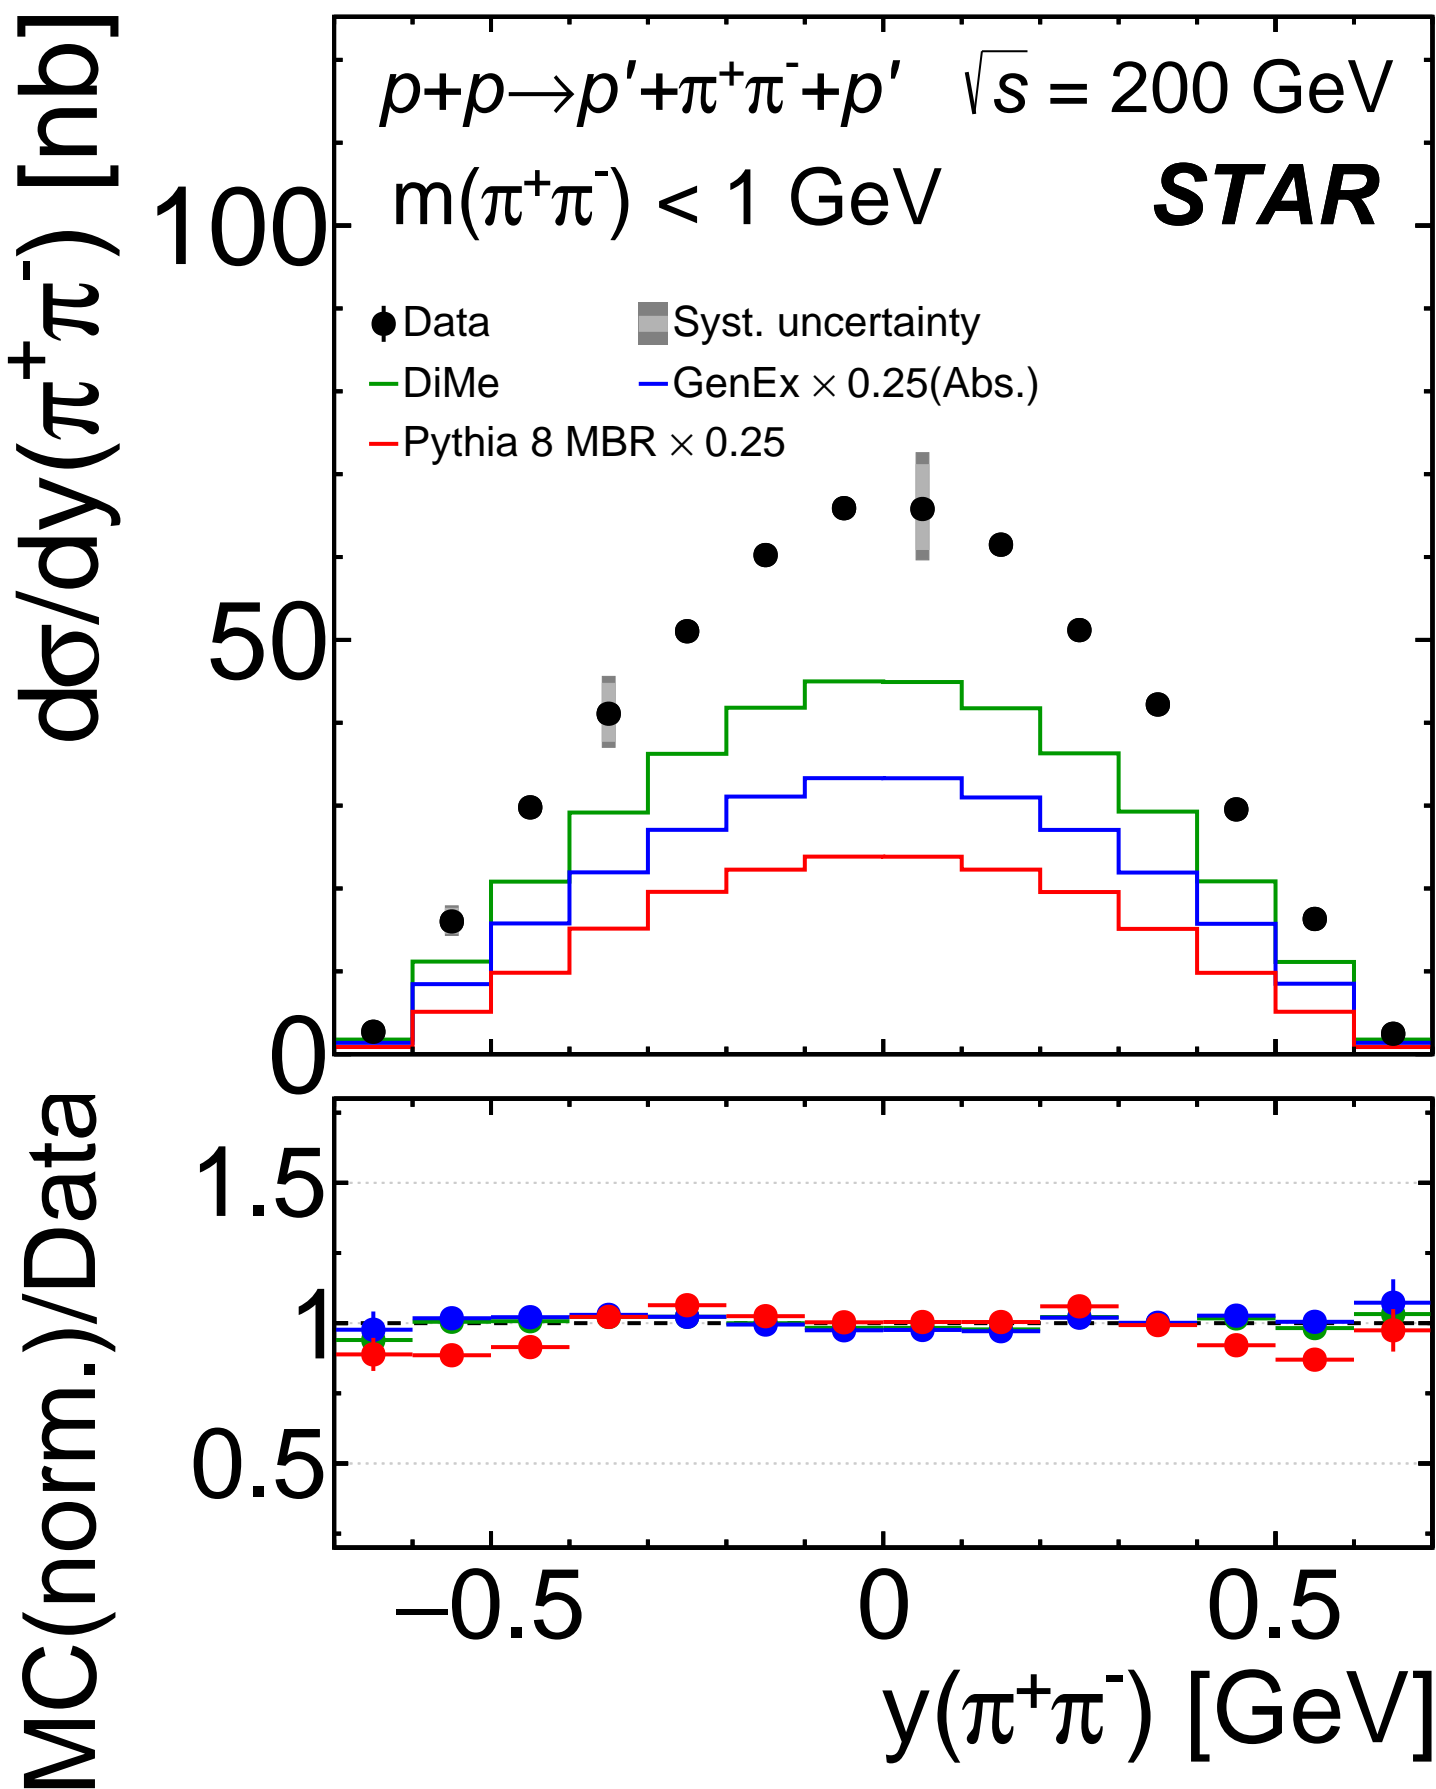 dσ/dy(π⁺π⁻) [nb]
p+p→p′+π⁺π⁻+p′ √s = 200 GeV
m(π⁺π⁻) < 1 GeV STAR
Data Syst. uncertainty
DiMe GenEx × 0.25(Abs.)
Pythia 8 MBR × 0.25
100
50
0
MC(norm.)/Data
1.5
1
0.5
−0.5 0 0.5
y(π⁺π⁻) [GeV]